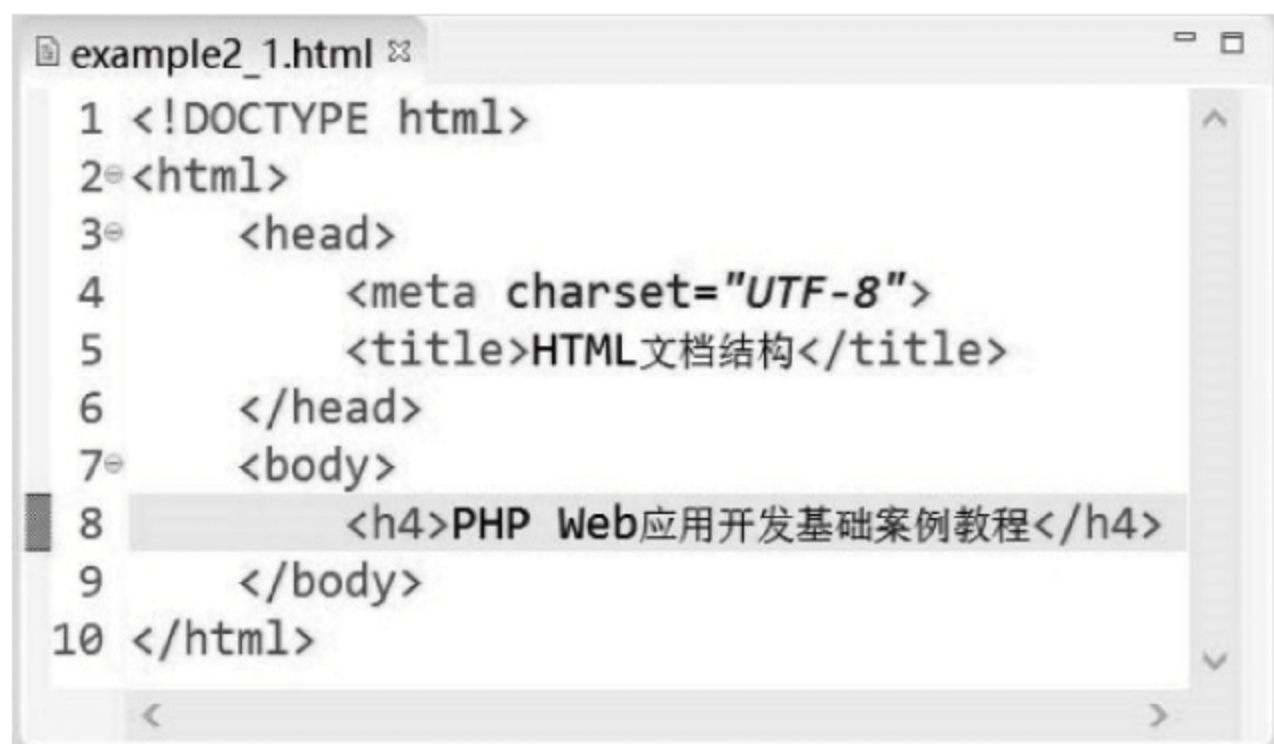 example2_1.html
1 <!DOCTYPE html>
2 <html>
3     <head>
4         <meta charset="UTF-8">
5         <title>HTML文档结构</title>
6     </head>
7     <body>
8         <h4>PHP Web应用开发基础案例教程</h4>
9     </body>
10 </html>